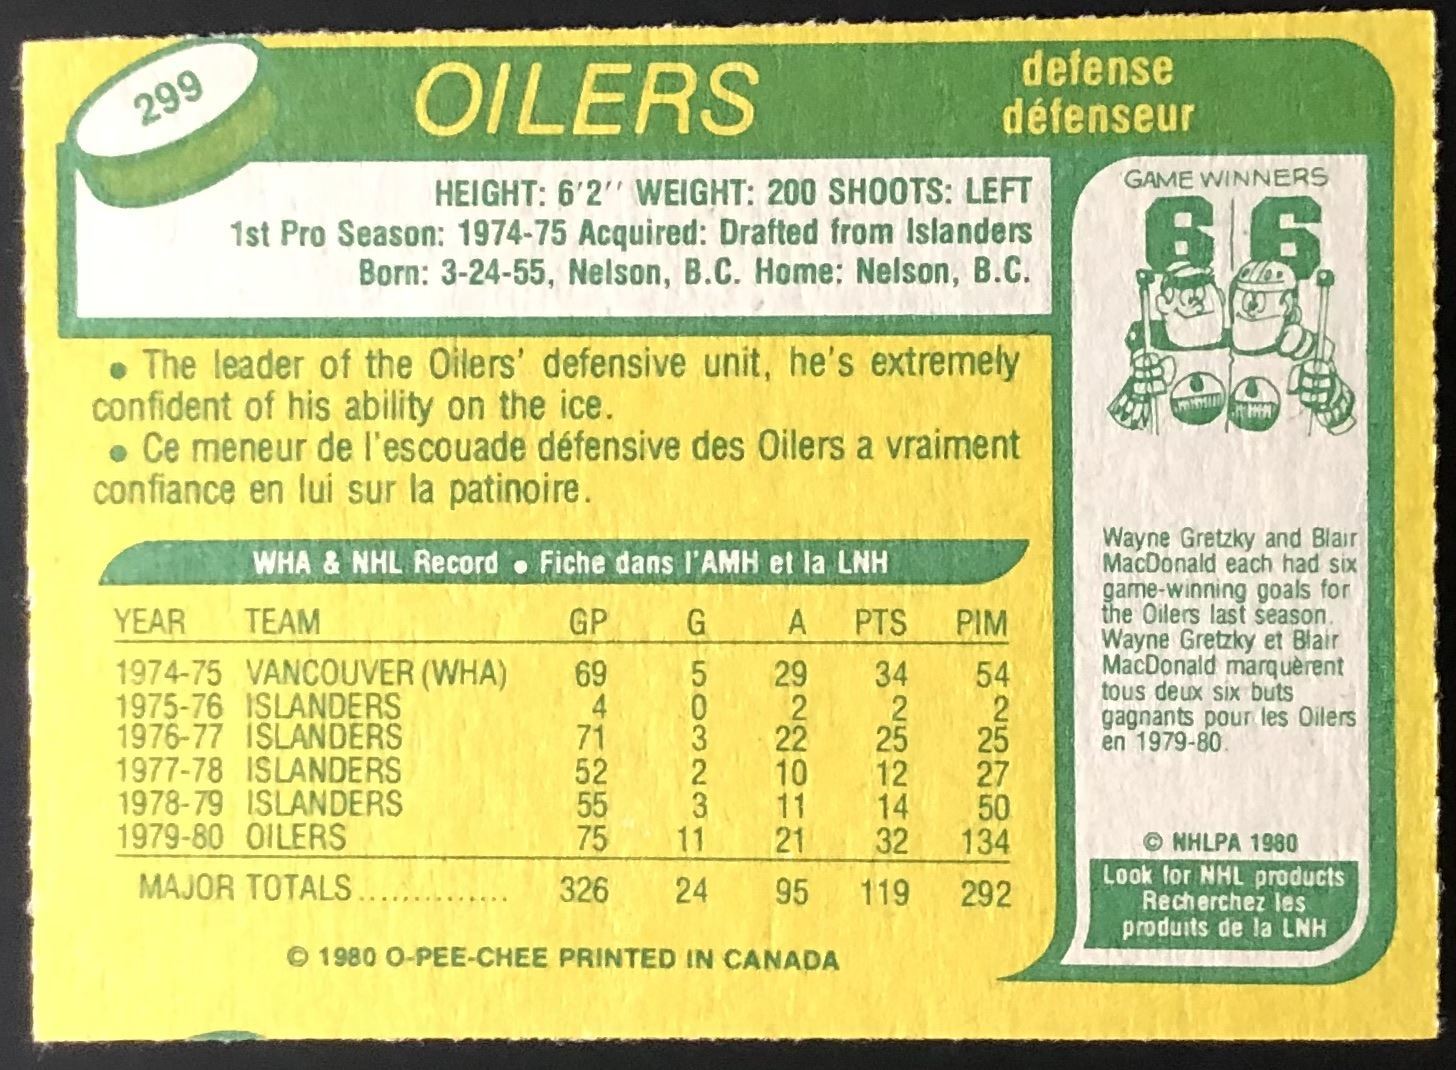 299
OILERS
defense
défenseur
HEIGHT: 6'2" WEIGHT: 200 SHOOTS: LEFT
1st Pro Season: 1974-75 Acquired: Drafted from Islanders
Born: 3-24-55, Nelson, B.C. Home: Nelson, B.C.
• The leader of the Oilers' defensive unit, he's extremely
confident of his ability on the ice.
• Ce meneur de l'escouade défensive des Oilers a vraiment
confiance en lui sur la patinoire.
WHA & NHL Record • Fiche dans l'AMH et la LNH
YEAR TEAM GP G A PTS PIM
1974-75 VANCOUVER (WHA) 69 5 29 34 54
1975-76 ISLANDERS 4 0 2 2 2
1976-77 ISLANDERS 71 3 22 25 25
1977-78 ISLANDERS 52 2 10 12 27
1978-79 ISLANDERS 55 3 11 14 50
1979-80 OILERS 75 11 21 32 134
MAJOR TOTALS.............. 326 24 95 119 292
© 1980 O-PEE-CHEE PRINTED IN CANADA
GAME WINNERS
6 6
Wayne Gretzky and Blair
MacDonald each had six
game-winning goals for
the Oilers last season.
Wayne Gretzky et Blair
MacDonald marquèrent
tous deux six buts
gagnants pour les Oilers
en 1979-80.
© NHLPA 1980
Look for NHL products
Recherchez les
produits de la LNH